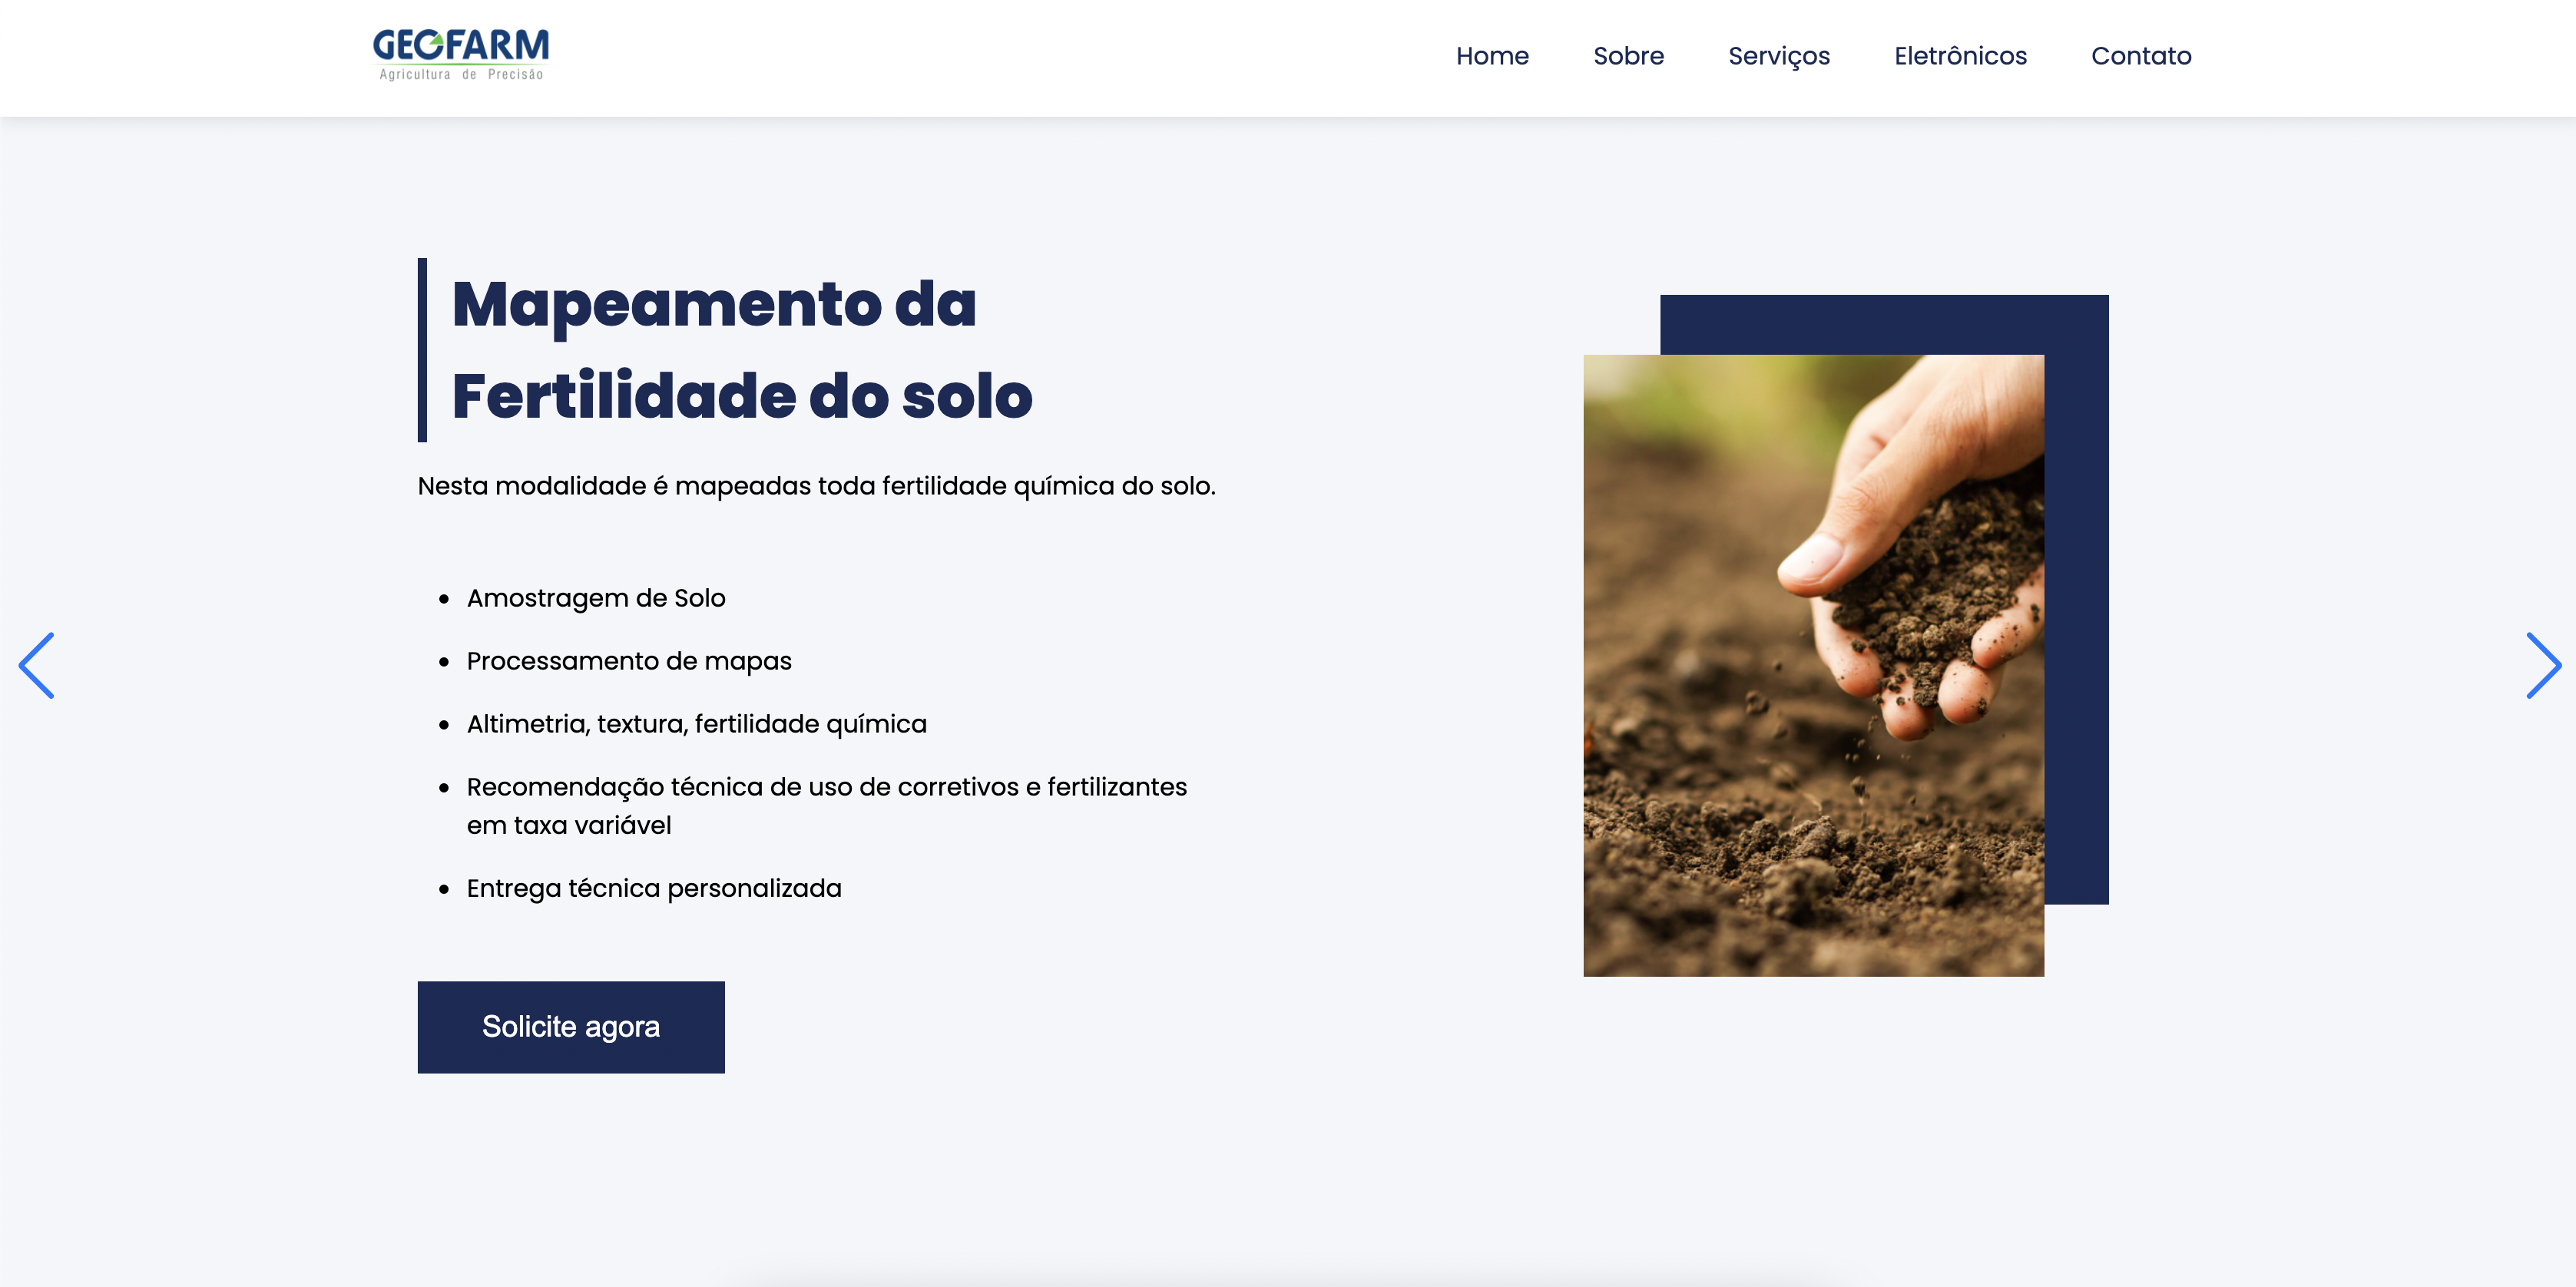 GEOFARM
Agricultura de Precisão
Home Sobre Serviços Eletrônicos Contato
Mapeamento da
Fertilidade do solo
Nesta modalidade é mapeadas toda fertilidade química do solo.
Amostragem de Solo
Processamento de mapas
Altimetria, textura, fertilidade química
Recomendação técnica de uso de corretivos e fertilizantes
em taxa variável
Entrega técnica personalizada
Solicite agora